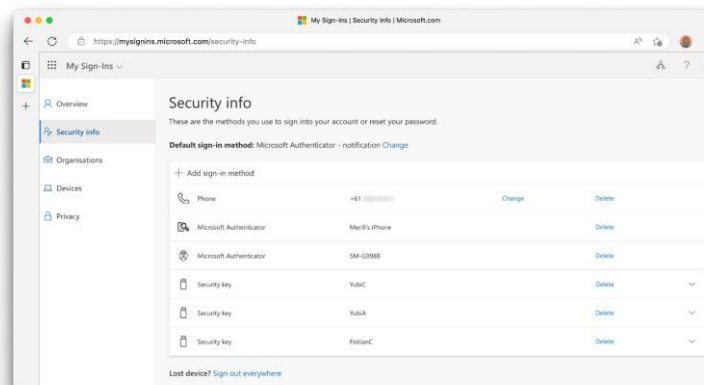 My Sign-Ins | Security Info | Microsoft.com
https://mysignins.microsoft.com/security-info
My Sign-Ins
?
Overview
Security info
Organisations
Devices
Privacy
Security info
These are the methods you use to sign into your account or reset your password.
Default sign-in method: Microsoft Authenticator - notification Change
+ Add sign-in method
Phone +61 Change Delete
Microsoft Authenticator Merill's iPhone Delete
Microsoft Authenticator SM-G998B Delete
Security key YubiC Delete
Security key YubiA Delete
Security key FeitianC Delete
Lost device? Sign out everywhere